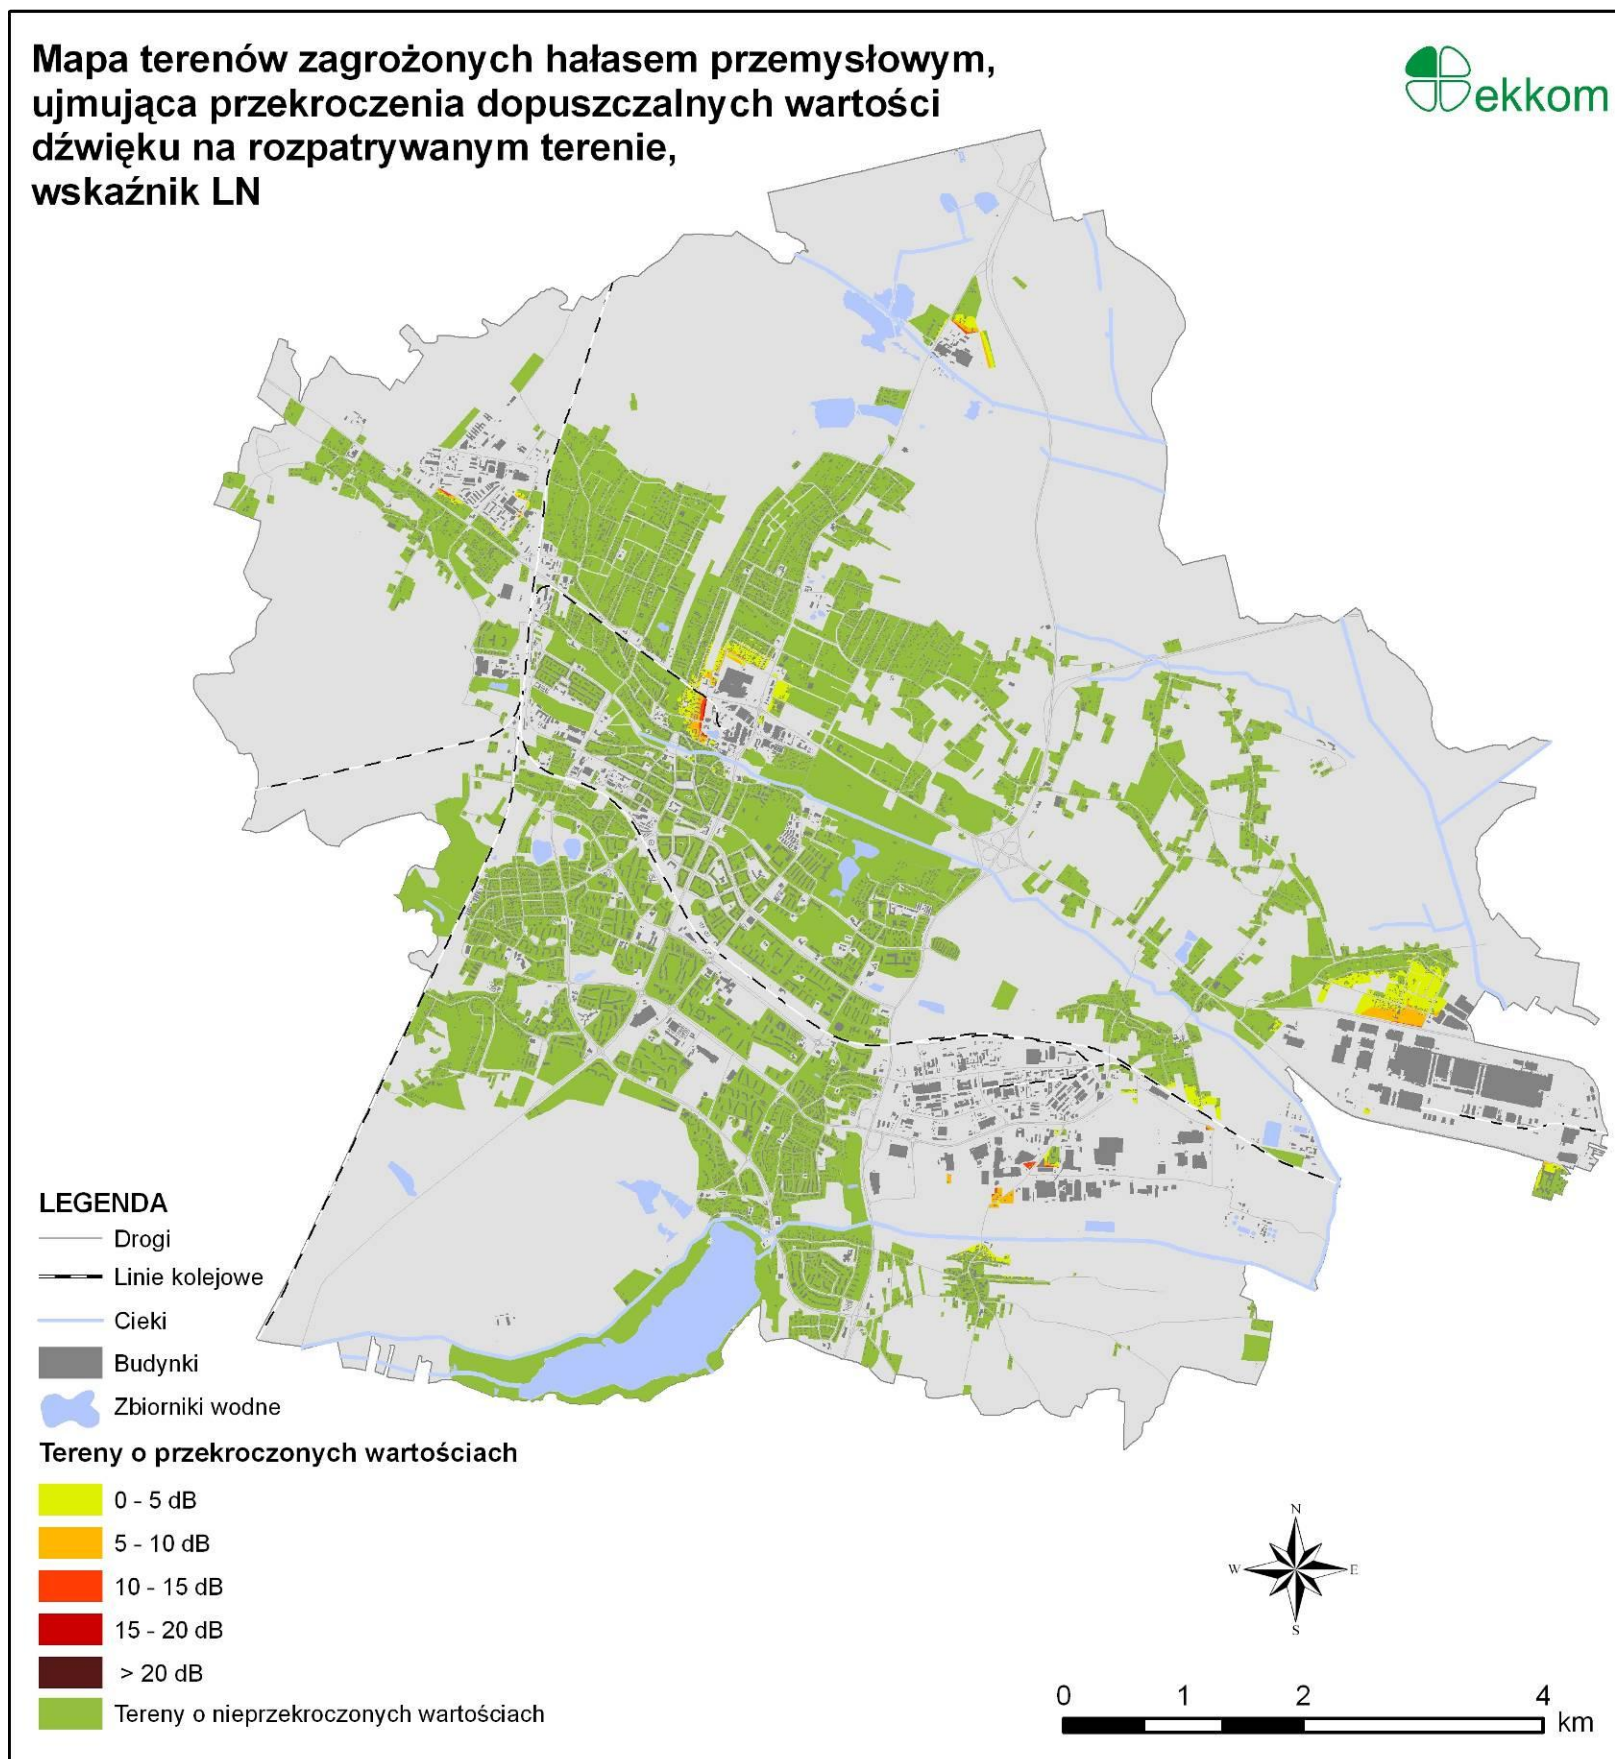 Mapa terenów zagrożonych hałasem przemysłowym,
ujmująca przekroczenia dopuszczalnych wartości
dźwięku na rozpatrywanym terenie,
wskaźnik LN
ekkom
LEGENDA
Drogi
Linie kolejowe
Cieki
Budynki
Zbiorniki wodne
Tereny o przekroczonych wartościach
0 - 5 dB
5 - 10 dB
10 - 15 dB
15 - 20 dB
> 20 dB
Tereny o nieprzekroczonych wartościach
N
W E
S
0 1 2 4
km